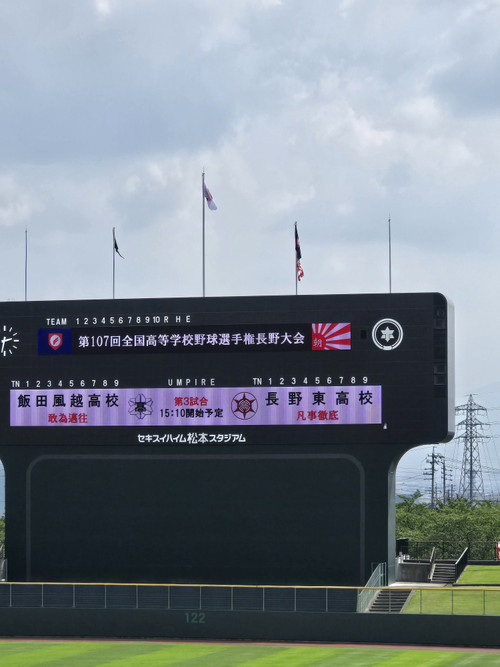 TEAM 1 2 3 4 5 6 7 8 9 10 R H E
第107回全国高等学校野球選手権長野大会
朝
TN 1 2 3 4 5 6 7 8 9 UMPIRE TN 1 2 3 4 5 6 7 8 9
飯田風越高校 第3試合 長野東高校
敢為邁往 15:10開始予定 凡事徹底
セキスイハイム松本スタジアム
122